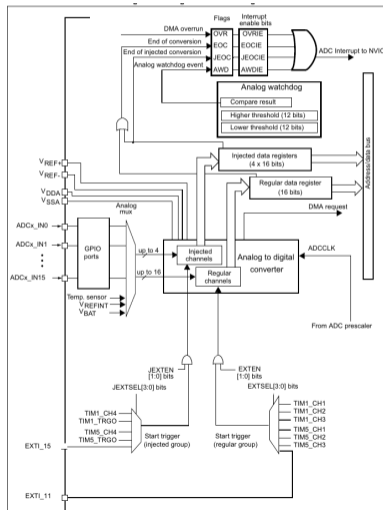 Flags
Interrupt
enable bits
DMA overrun
End of conversion
End of injected conversion
Analog watchdog event
OVR
EOC
JEOC
AWD
OVRIE
EOCIE
JEOCIE
AWDIE
ADC Interrupt to NVIC
Analog watchdog
Compare result
Higher threshold (12 bits)
Lower threshold (12 bits)
Address/data bus
Injected data registers
(4 x 16 bits)
Regular data register
(16 bits)
VREF+
VREF-
VDDA
VSSA
Analog
mux
DMA request
ADCx_IN0
ADCx_IN1
ADCx_IN15
GPIO
ports
up to 4
up to 16
Injected
channels
Regular
channels
Analog to digital
converter
ADCCLK
Temp. sensor
VREFINT
VBAT
From ADC prescaler
JEXTEN
[1:0] bits
EXTEN
[1:0] bits
JEXTSEL[3:0] bits
EXTSEL[3:0] bits
TIM1_CH4
TIM1_TRGO
TIM5_CH4
TIM5_TRGO
Start trigger
(injected group)
Start trigger
(regular group)
TIM1_CH1
TIM1_CH2
TIM1_CH3
TIM5_CH1
TIM5_CH2
TIM5_CH3
EXTI_15
EXTI_11